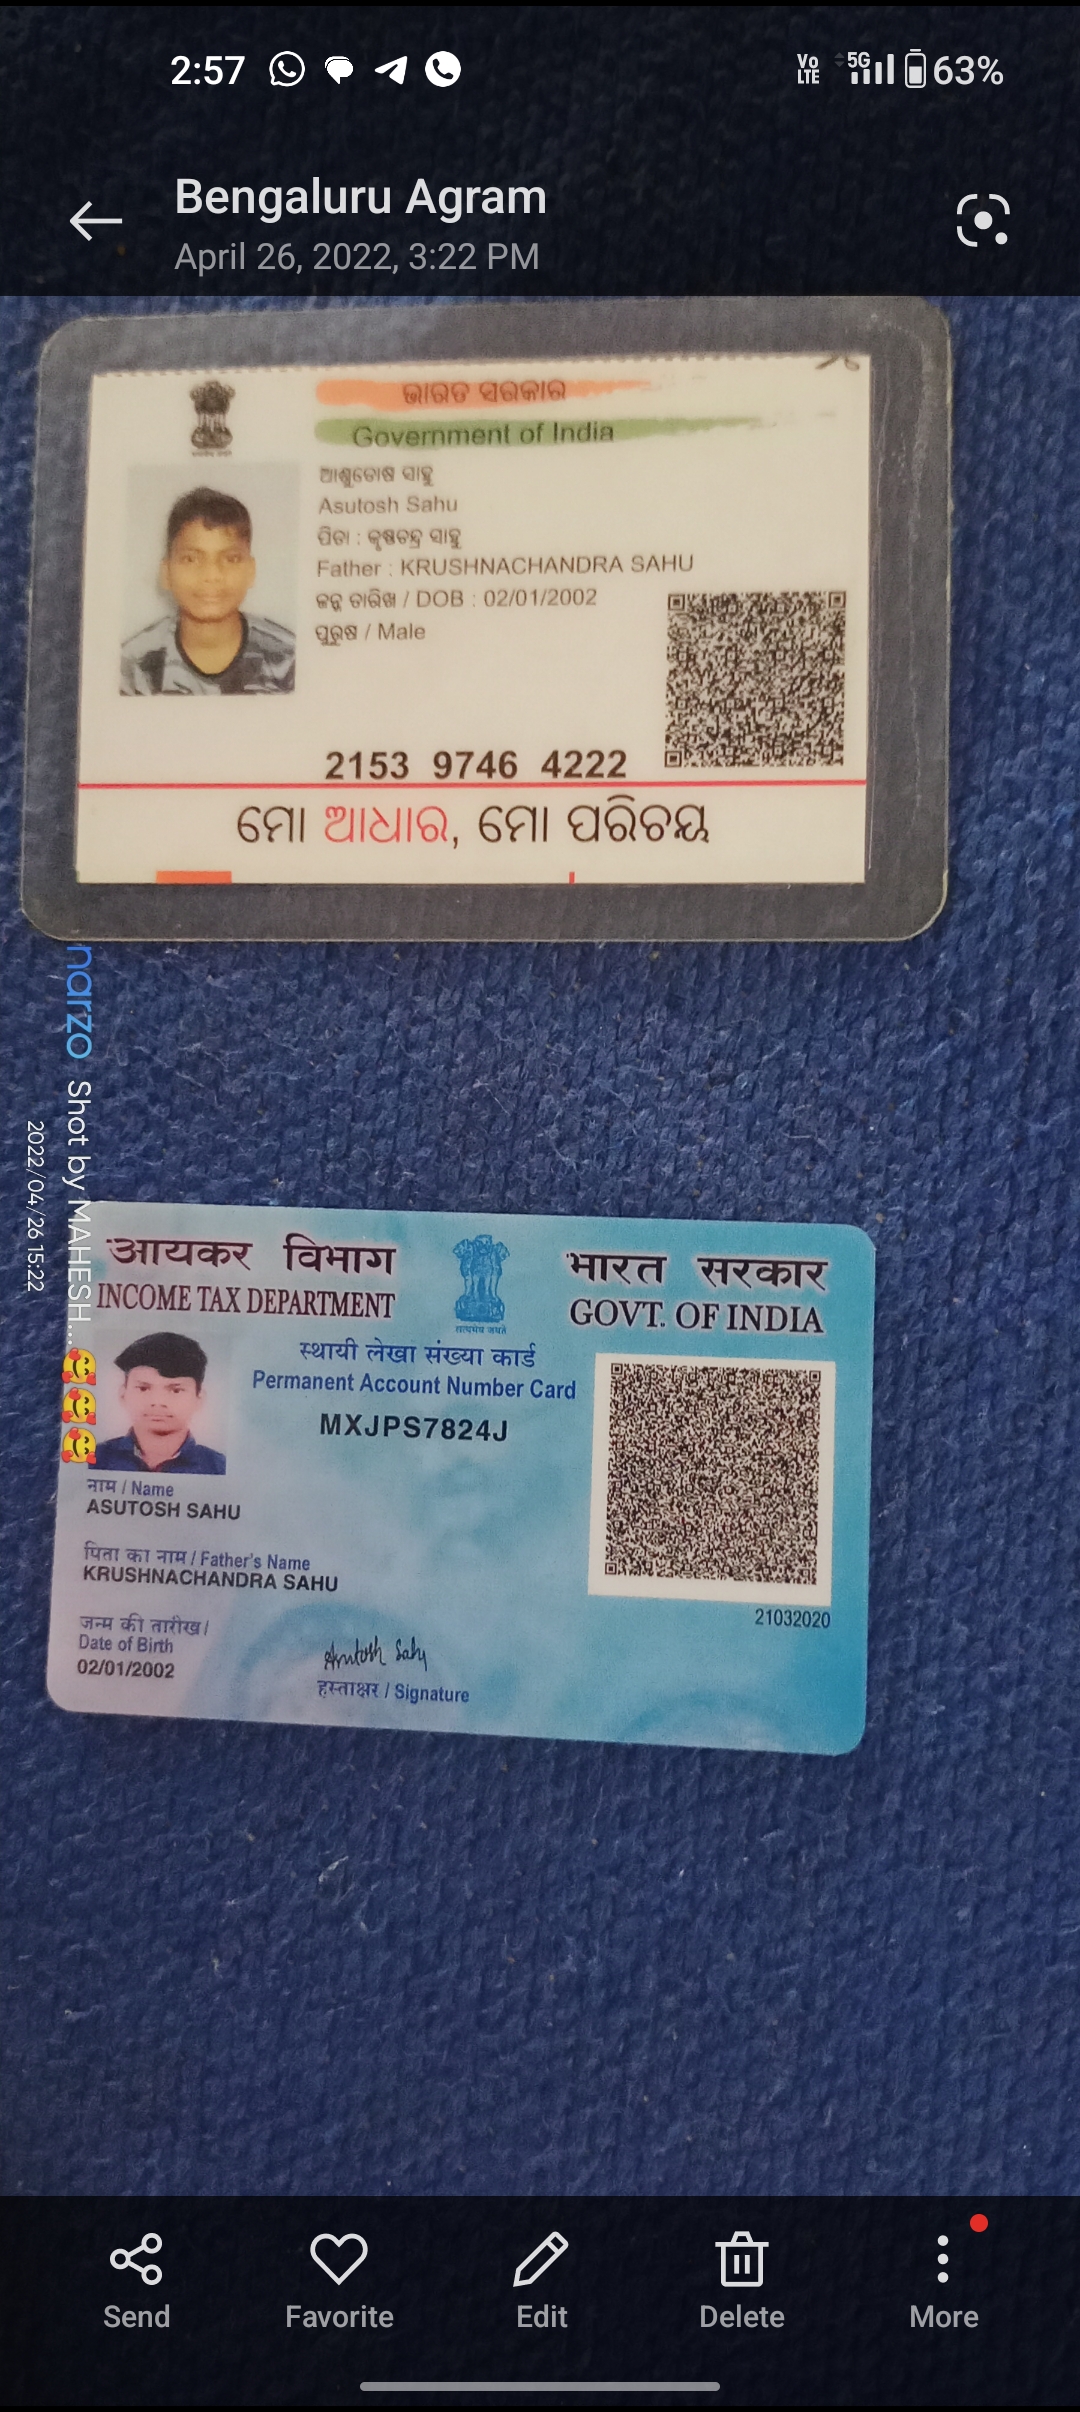 2:57
Vo LTE 5G 63%
Bengaluru Agram
April 26, 2022, 3:22 PM
ଭାରତ ସରକାର
Government of India
ଆଶୁତୋଷ ସାହୁ
Asutosh Sahu
ପିତା : କୃଷଚନ୍ଦ୍ର ସାହୁ
Father : KRUSHNACHANDRA SAHU
ଜନ୍ମ ତାରିଖ / DOB : 02/01/2002
ପୁରୁଷ / Male
2153 9746 4222
ମୋ ଆଧାର, ମୋ ପରିଚୟ
narzo Shot by MAHESH...🥰🥰🥰
2022/04/26 15:22
आयकर विभाग
INCOME TAX DEPARTMENT
सत्यमेव जयते
भारत सरकार
GOVT. OF INDIA
स्थायी लेखा संख्या कार्ड
Permanent Account Number Card
MXJPS7824J
नाम / Name
ASUTOSH SAHU
पिता का नाम / Father's Name
KRUSHNACHANDRA SAHU
जन्म की तारीख /
Date of Birth
02/01/2002
21032020
Asutosh Sahu
हस्ताक्षर / Signature
Send
Favorite
Edit
Delete
More